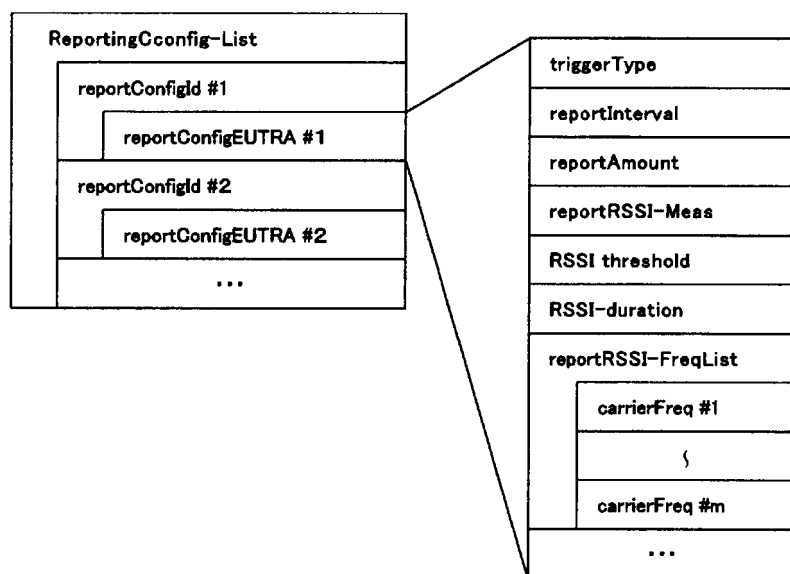 ReportingCconfig-List
reportConfigId #1
reportConfigEUTRA #1
reportConfigId #2
reportConfigEUTRA #2
...
triggerType
reportInterval
reportAmount
reportRSSI-Meas
RSSI threshold
RSSI-duration
reportRSSI-FreqList
carrierFreq #1
∫
carrierFreq #m
...